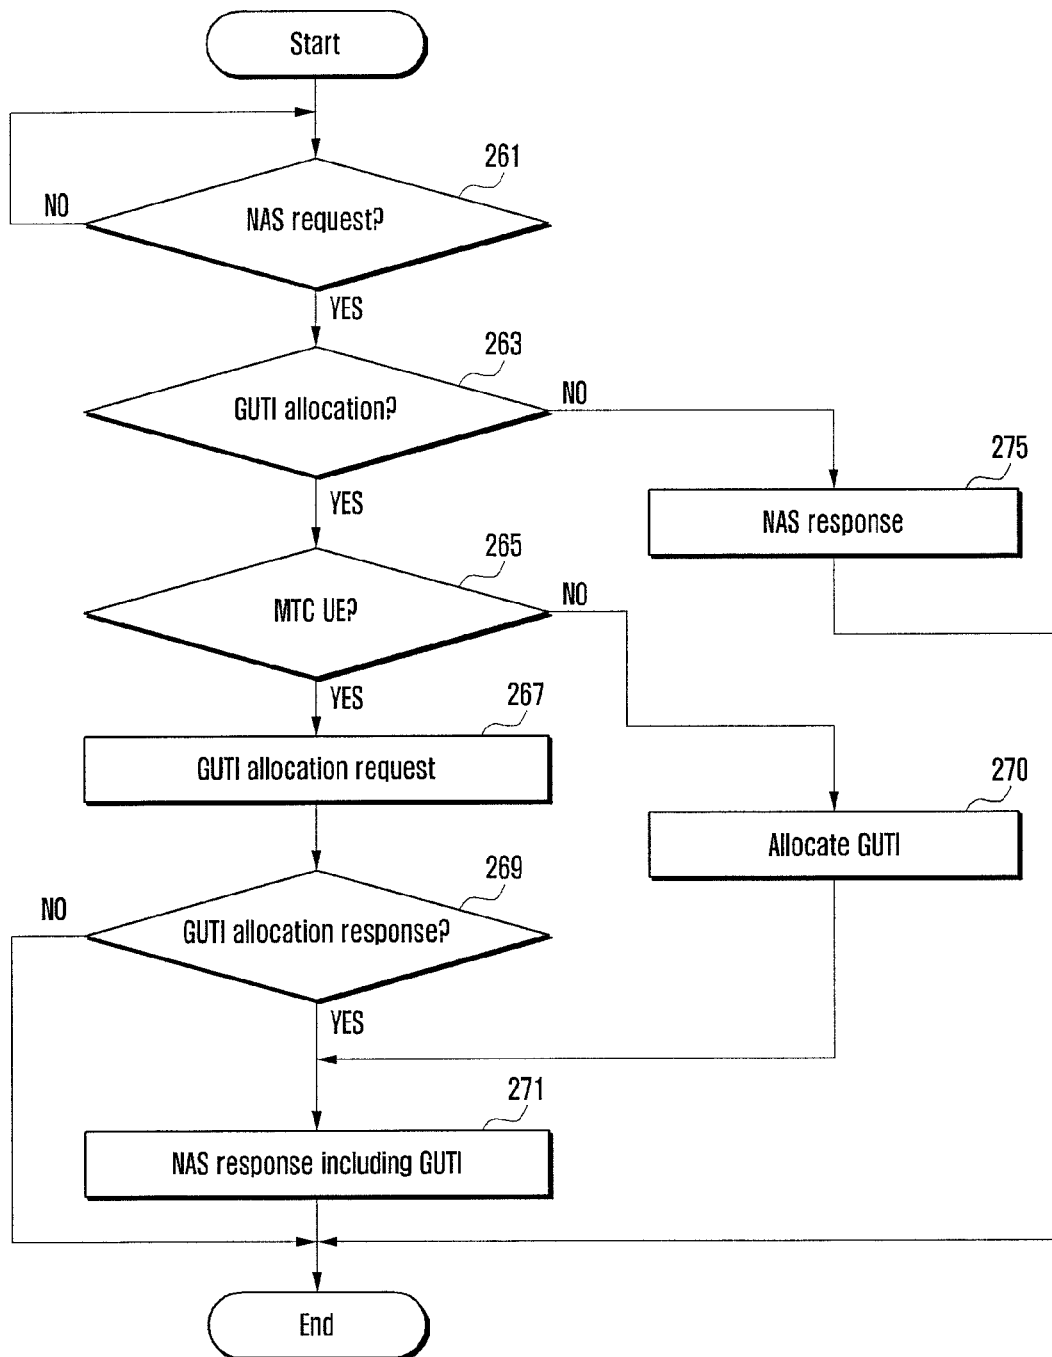 Start
261
NO
NAS request?
YES
263
GUTI allocation?
NO
275
YES
NAS response
265
MTC UE?
NO
YES
267
GUTI allocation request
270
Allocate GUTI
269
NO
GUTI allocation response?
YES
271
NAS response including GUTI
End